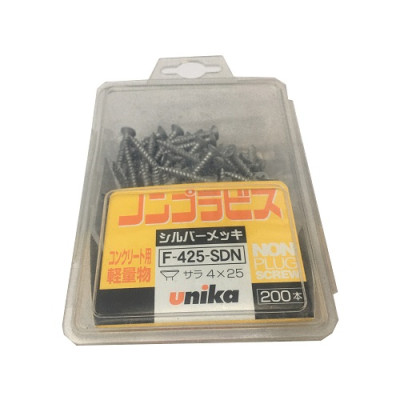 ノンプラビス
シルバーメッキ
コンクリート用
軽量物
F-425-SDN
サラ 4×25
unika
NON
PLUG
SCREW
200本